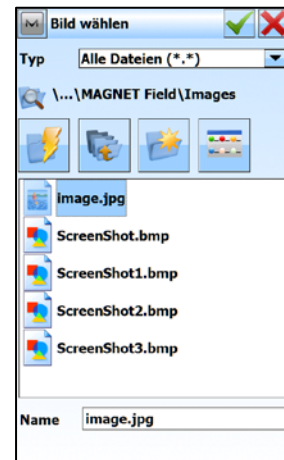 Bild wählen
Typ Alle Dateien (*.*)
\...\MAGNET Field\Images
image.jpg
ScreenShot.bmp
ScreenShot1.bmp
ScreenShot2.bmp
ScreenShot3.bmp
Name image.jpg